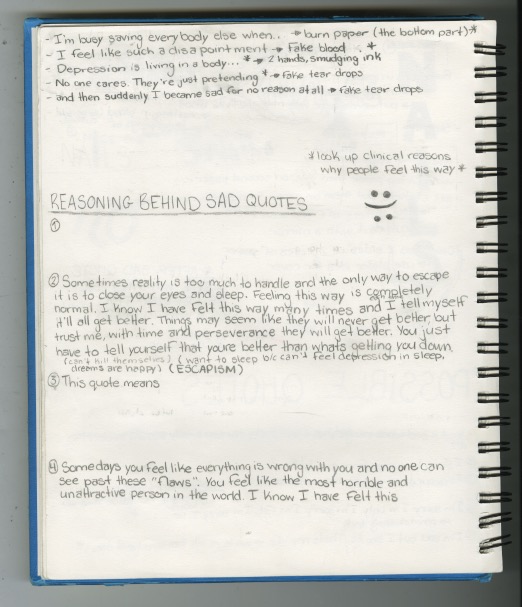 - I'm busy saving everybody else when.. → burn paper (the bottom part)*
- I feel like such a disapointment → Fake blood *
- Depression is living in a body... * → 2 hands, smudging ink
- No one cares. They're just pretending * → fake tear drops
- and then suddenly I became sad for no reason at all → fake tear drops
*look up clinical reasons
why people feel this way *
REASONING BEHIND SAD QUOTES
①
② Sometimes reality is too much to handle and the only way to escape
it is to close your eyes and sleep. Feeling this way is completely
normal. I know I have felt this way many times and I tell myself
it'll all get better. Things may seem like they will never get better, but
trust me, with time and perseverance they will get better. You just
have to tell yourself that youre better than whats getting you down.
(can't kill themselves) (want to sleep b/c can't feel depression in sleep,
dreams are happy) (ESCAPISM)
③ This quote means
④ Somedays you feel like everything is wrong with you and no one can
see past these "flaws". You feel like the most horrible and
unattractive person in the world. I know I have felt this